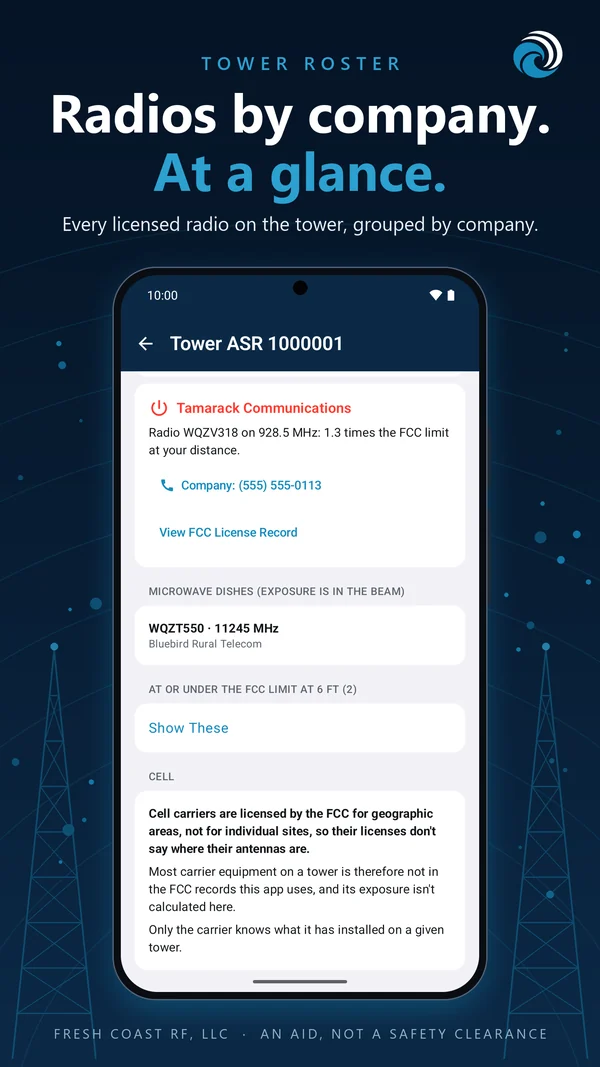 TOWER ROSTER
Radios by company.
At a glance.
Every licensed radio on the tower, grouped by company.
10:00
Tower ASR 1000001
Tamarack Communications
Radio WQZV318 on 928.5 MHz: 1.3 times the FCC limit
at your distance.
Company: (555) 555-0113
View FCC License Record
MICROWAVE DISHES (EXPOSURE IS IN THE BEAM)
WQZT550 · 11245 MHz
Bluebird Rural Telecom
AT OR UNDER THE FCC LIMIT AT 6 FT (2)
Show These
CELL
Cell carriers are licensed by the FCC for geographic
areas, not for individual sites, so their licenses don't
say where their antennas are.
Most carrier equipment on a tower is therefore not in
the FCC records this app uses, and its exposure isn't
calculated here.
Only the carrier knows what it has installed on a given
tower.
FRESH COAST RF, LLC · AN AID, NOT A SAFETY CLEARANCE